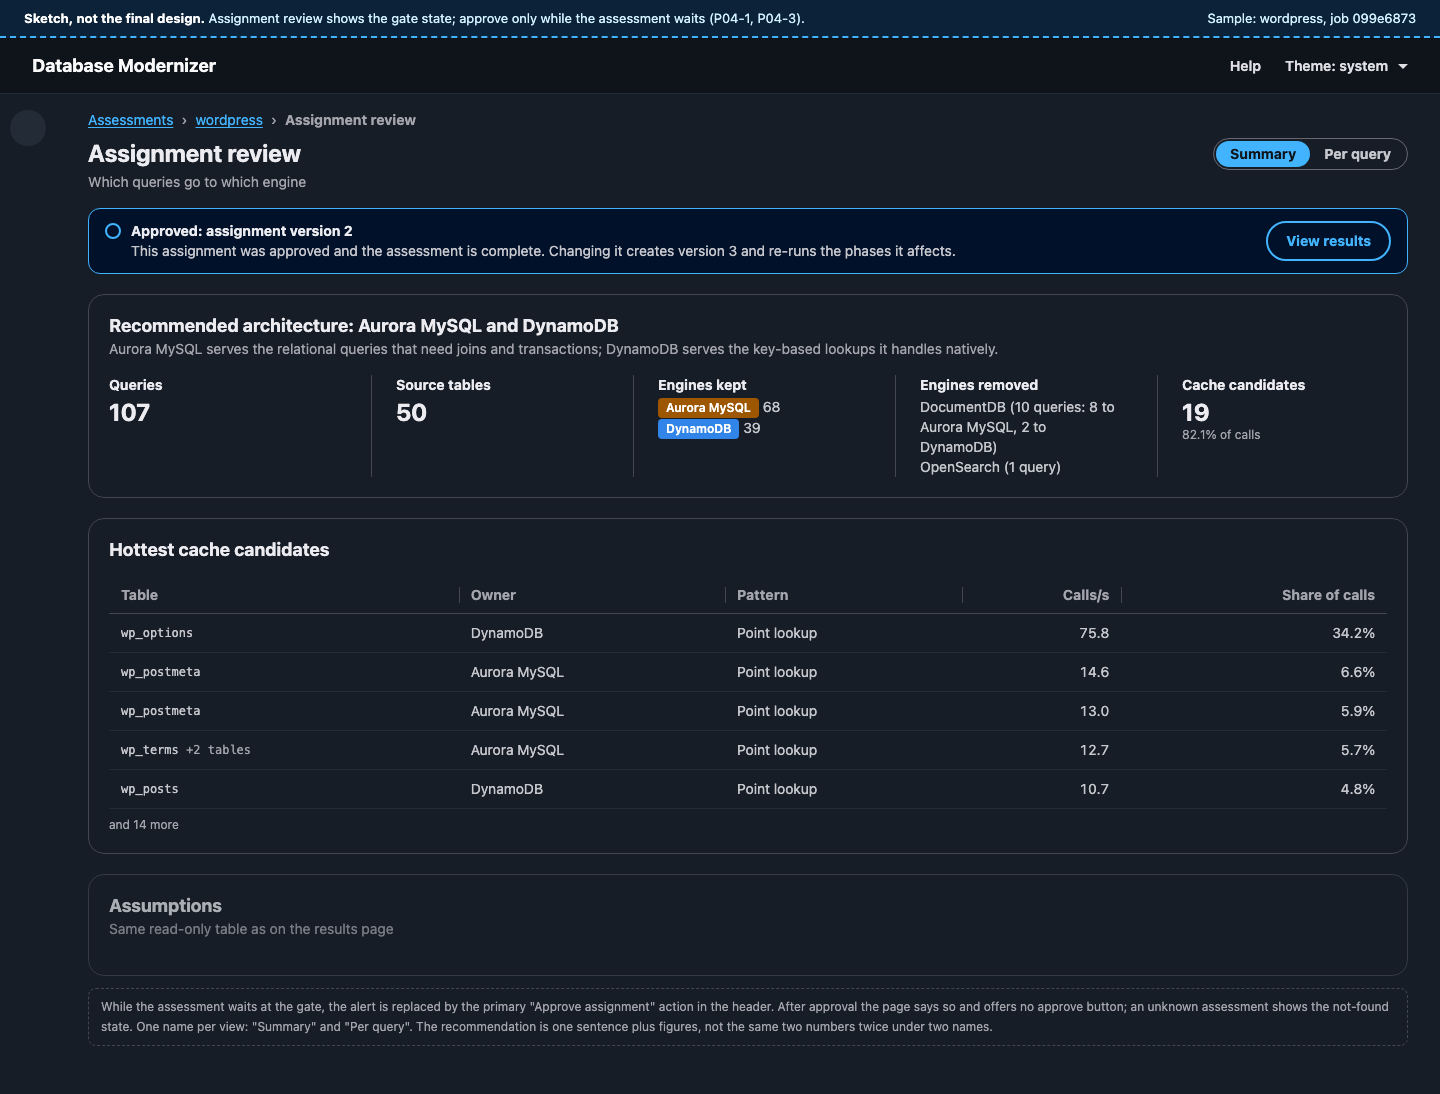 Sketch, not the final design. Assignment review shows the gate state; approve only while the assessment waits (P04-1, P04-3).
Sample: wordpress, job 099e6873
Database Modernizer
Help
Theme: system
Assessments › wordpress › Assignment review
Assignment review
Which queries go to which engine
Summary
Per query
Approved: assignment version 2
This assignment was approved and the assessment is complete. Changing it creates version 3 and re-runs the phases it affects.
View results
Recommended architecture: Aurora MySQL and DynamoDB
Aurora MySQL serves the relational queries that need joins and transactions; DynamoDB serves the key-based lookups it handles natively.
Queries
107
Source tables
50
Engines kept
Aurora MySQL 68
DynamoDB 39
Engines removed
DocumentDB (10 queries: 8 to
Aurora MySQL, 2 to
DynamoDB)
OpenSearch (1 query)
Cache candidates
19
82.1% of calls
Hottest cache candidates
Table Owner Pattern Calls/s Share of calls
wp_options DynamoDB Point lookup 75.8 34.2%
wp_postmeta Aurora MySQL Point lookup 14.6 6.6%
wp_postmeta Aurora MySQL Point lookup 13.0 5.9%
wp_terms +2 tables Aurora MySQL Point lookup 12.7 5.7%
wp_posts DynamoDB Point lookup 10.7 4.8%
and 14 more
Assumptions
Same read-only table as on the results page
While the assessment waits at the gate, the alert is replaced by the primary "Approve assignment" action in the header. After approval the page says so and offers no approve button; an unknown assessment shows the not-found
state. One name per view: "Summary" and "Per query". The recommendation is one sentence plus figures, not the same two numbers twice under two names.